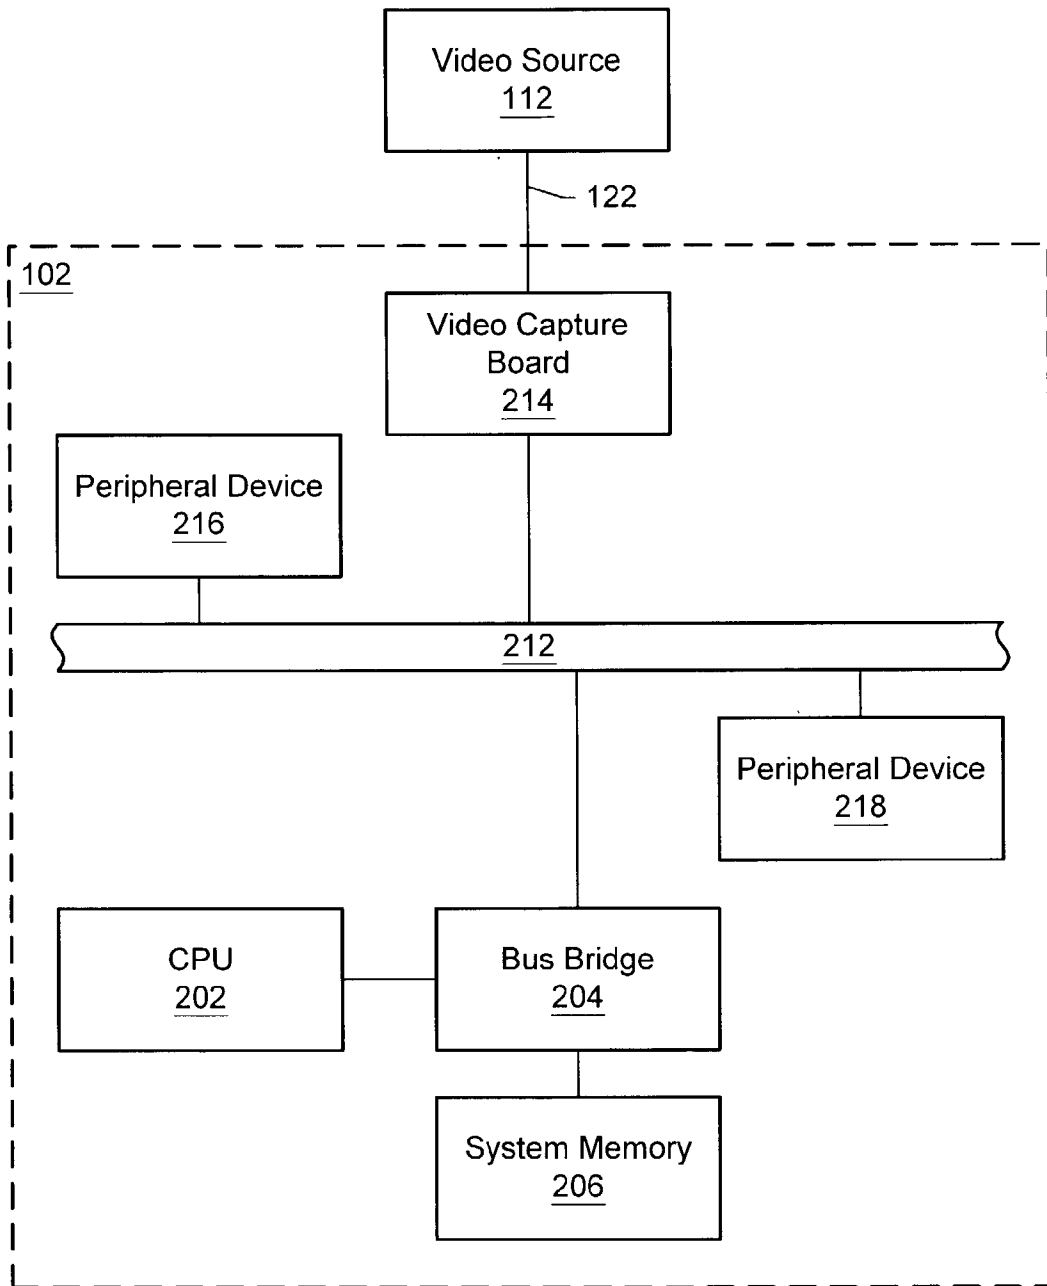 Video Source
112
122
102
Video Capture
Board
214
Peripheral Device
216
212
Peripheral Device
218
CPU
202
Bus Bridge
204
System Memory
206